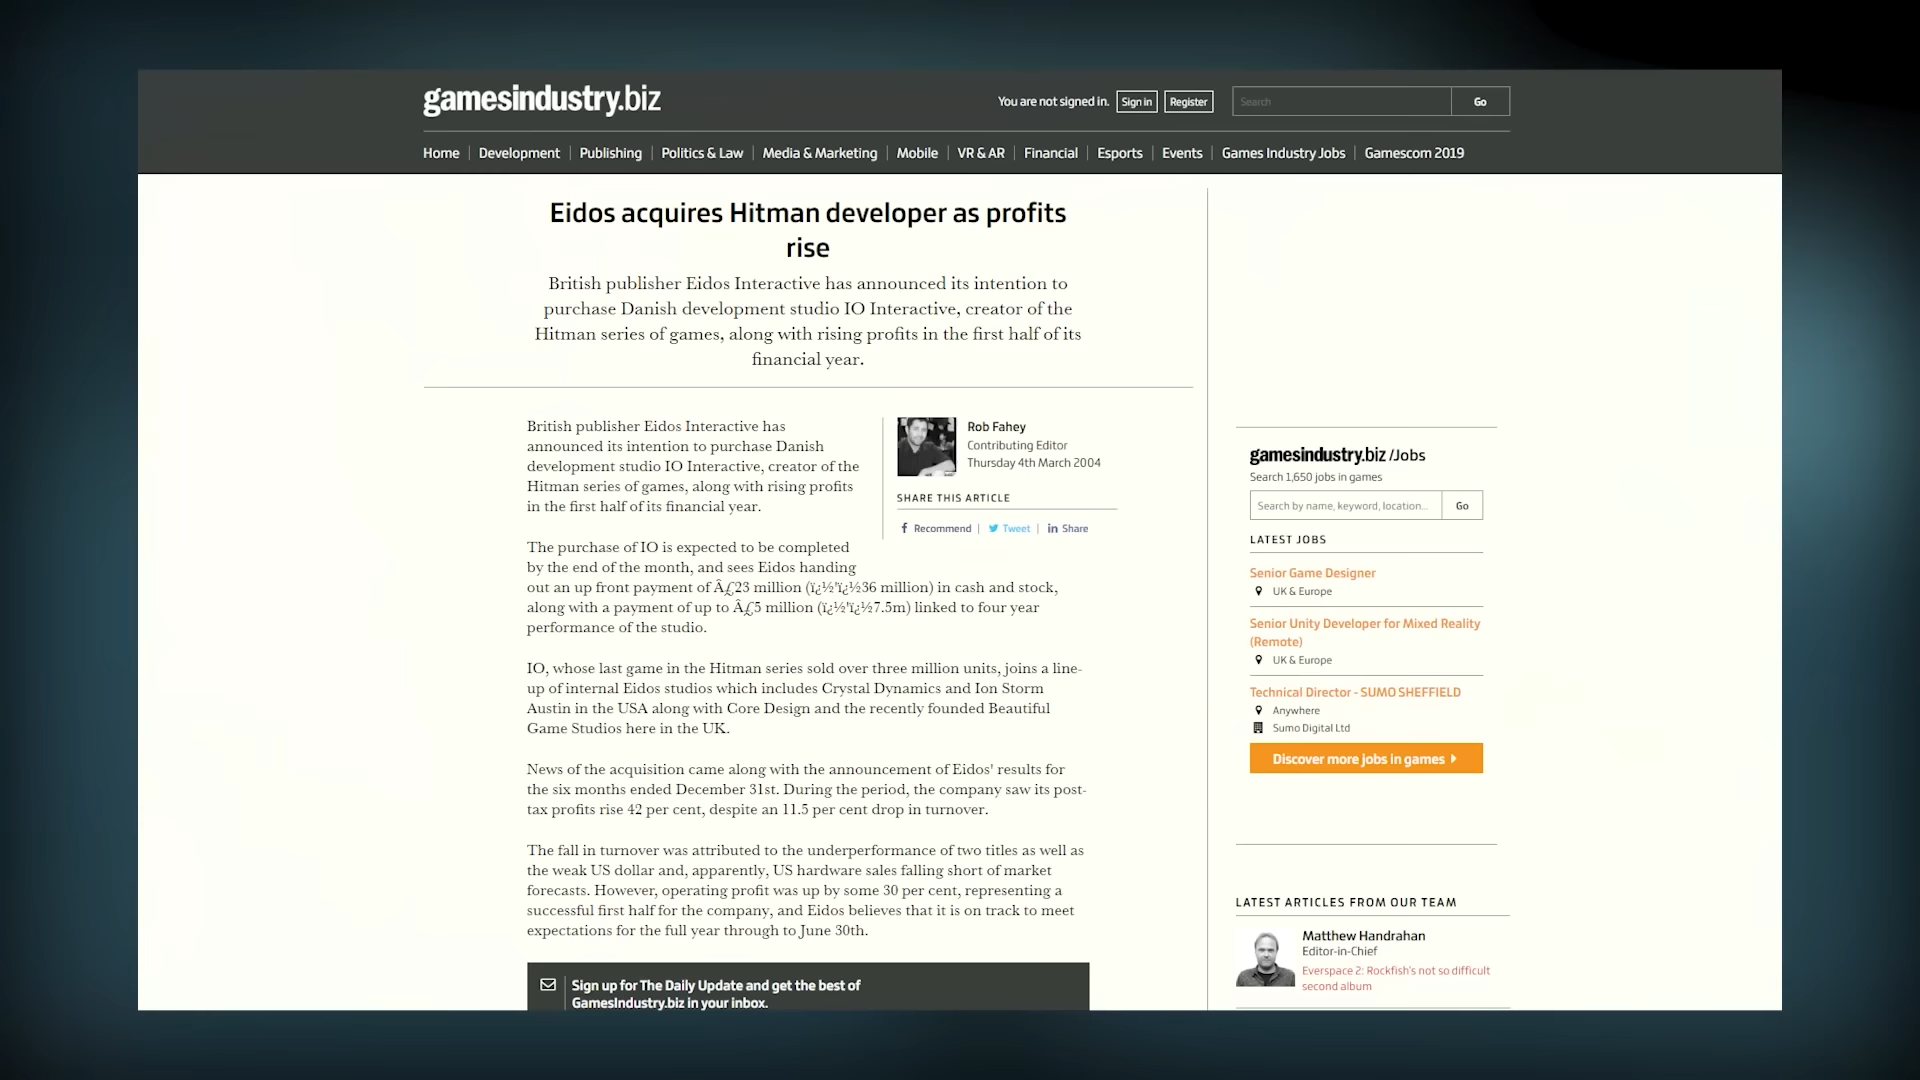 gamesindustry.biz
You are not signed in. Sign in Register Search Go
Home Development Publishing Politics & Law Media & Marketing Mobile VR & AR Financial Esports Events Games Industry Jobs Gamescom 2019
Eidos acquires Hitman developer as profits
rise
British publisher Eidos Interactive has announced its intention to
purchase Danish development studio IO Interactive, creator of the
Hitman series of games, along with rising profits in the first half of its
financial year.
British publisher Eidos Interactive has
announced its intention to purchase Danish
development studio IO Interactive, creator of the
Hitman series of games, along with rising profits
in the first half of its financial year.
Rob Fahey
Contributing Editor
Thursday 4th March 2004
SHARE THIS ARTICLE
Recommend Tweet Share
The purchase of IO is expected to be completed
by the end of the month, and sees Eidos handing
out an up front payment of Â£23 million (ï¿½'ï¿½36 million) in cash and stock,
along with a payment of up to Â£5 million (ï¿½'ï¿½7.5m) linked to four year
performance of the studio.
IO, whose last game in the Hitman series sold over three million units, joins a line-
up of internal Eidos studios which includes Crystal Dynamics and Ion Storm
Austin in the USA along with Core Design and the recently founded Beautiful
Game Studios here in the UK.
News of the acquisition came along with the announcement of Eidos' results for
the six months ended December 31st. During the period, the company saw its post-
tax profits rise 42 per cent, despite an 11.5 per cent drop in turnover.
The fall in turnover was attributed to the underperformance of two titles as well as
the weak US dollar and, apparently, US hardware sales falling short of market
forecasts. However, operating profit was up by some 30 per cent, representing a
successful first half for the company, and Eidos believes that it is on track to meet
expectations for the full year through to June 30th.
Sign up for The Daily Update and get the best of
GamesIndustry.biz in your inbox.
gamesindustry.biz /Jobs
Search 1,650 jobs in games
Search by name, keyword, location... Go
LATEST JOBS
Senior Game Designer
UK & Europe
Senior Unity Developer for Mixed Reality
(Remote)
UK & Europe
Technical Director - SUMO SHEFFIELD
Anywhere
Sumo Digital Ltd
Discover more jobs in games
LATEST ARTICLES FROM OUR TEAM
Matthew Handrahan
Editor-in-Chief
Everspace 2: Rockfish's not so difficult
second album